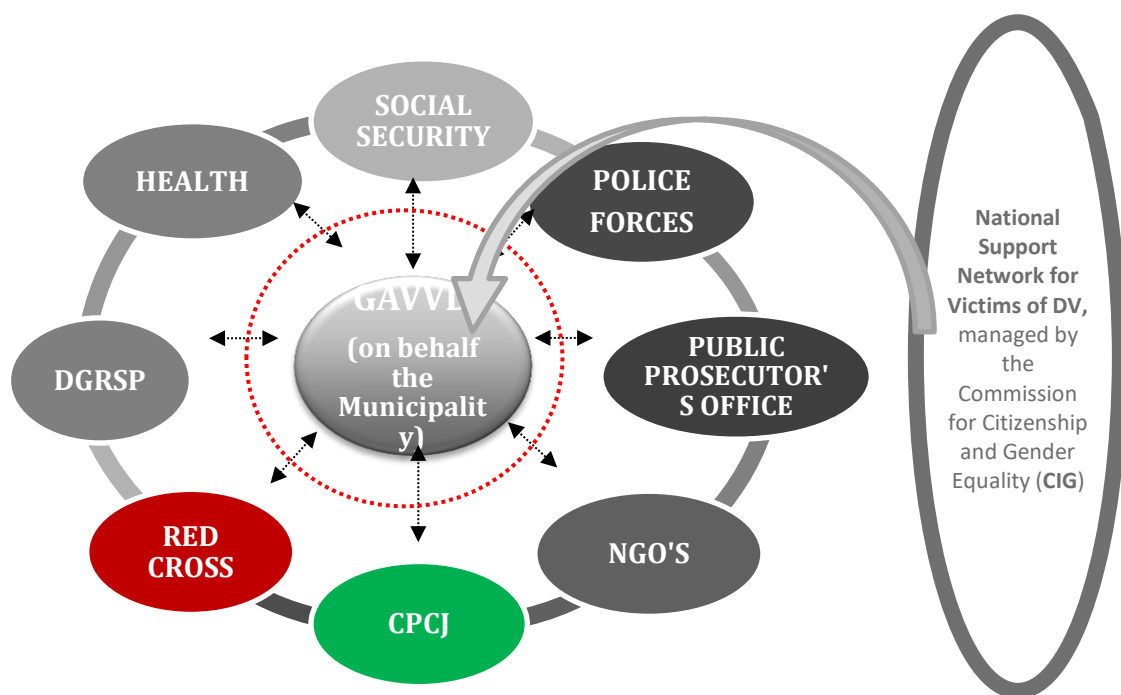 SOCIAL
SECURITY
HEALTH
POLICE
FORCES
National
Support
Network for
Victims of DV,
managed by
the
Commission
for Citizenship
and Gender
Equality (CIG)
(on behalf
the
Municipalit
y)
DGRSP
PUBLIC
PROSECUTOR'
S OFFICE
RED
CROSS
NGO'S
CPCJ